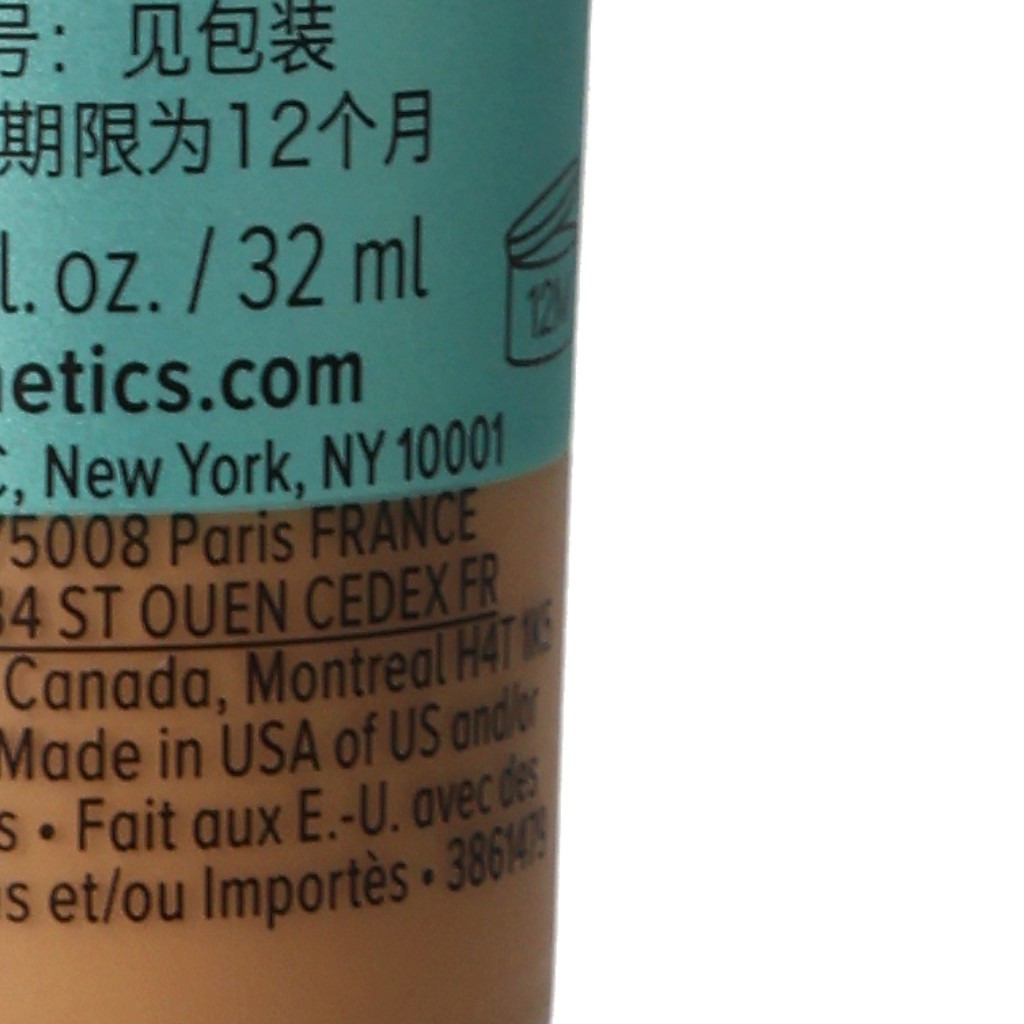 号：见包装
期限为12个月
l. oz. / 32 ml
12M
etics.com
, New York, NY 10001
75008 Paris FRANCE
34 ST OUEN CEDEX FR
Canada, Montreal H4T 1K5
Made in USA of US and/or
s • Fait aux E.-U. avec des
s et/ou Importès • 3861479